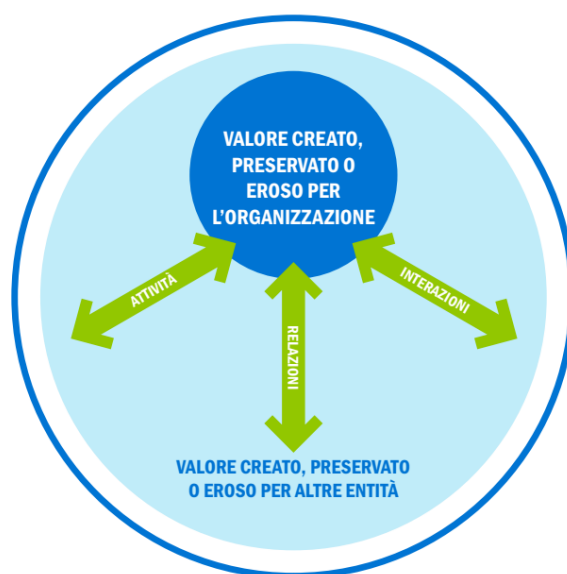 VALORE CREATO,
PRESERVATO O
EROSO PER
L'ORGANIZZAZIONE
ATTIVITÀ
RELAZIONI
INTERAZIONI
VALORE CREATO, PRESERVATO
O EROSO PER ALTRE ENTITÀ